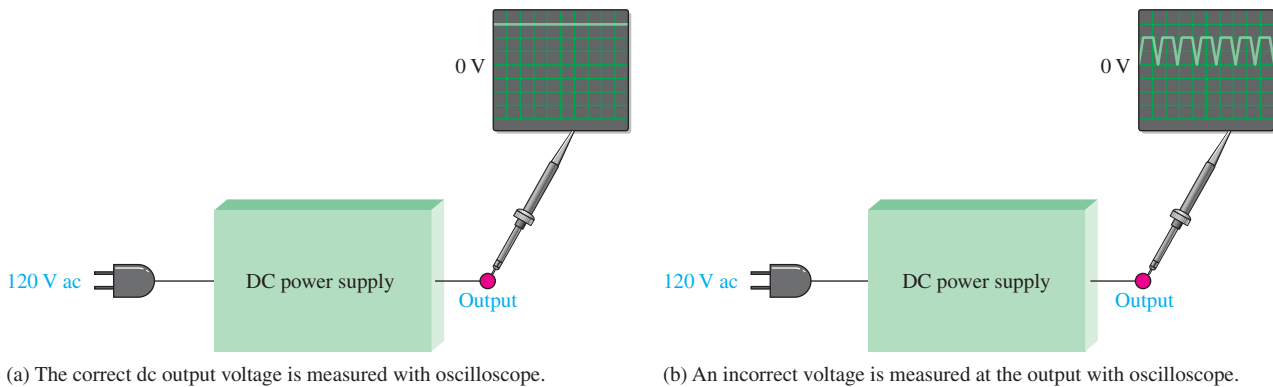 0 V
120 V ac
DC power supply
Output
(a) The correct dc output voltage is measured with oscilloscope.
0 V
120 V ac
DC power supply
Output
(b) An incorrect voltage is measured at the output with oscilloscope.